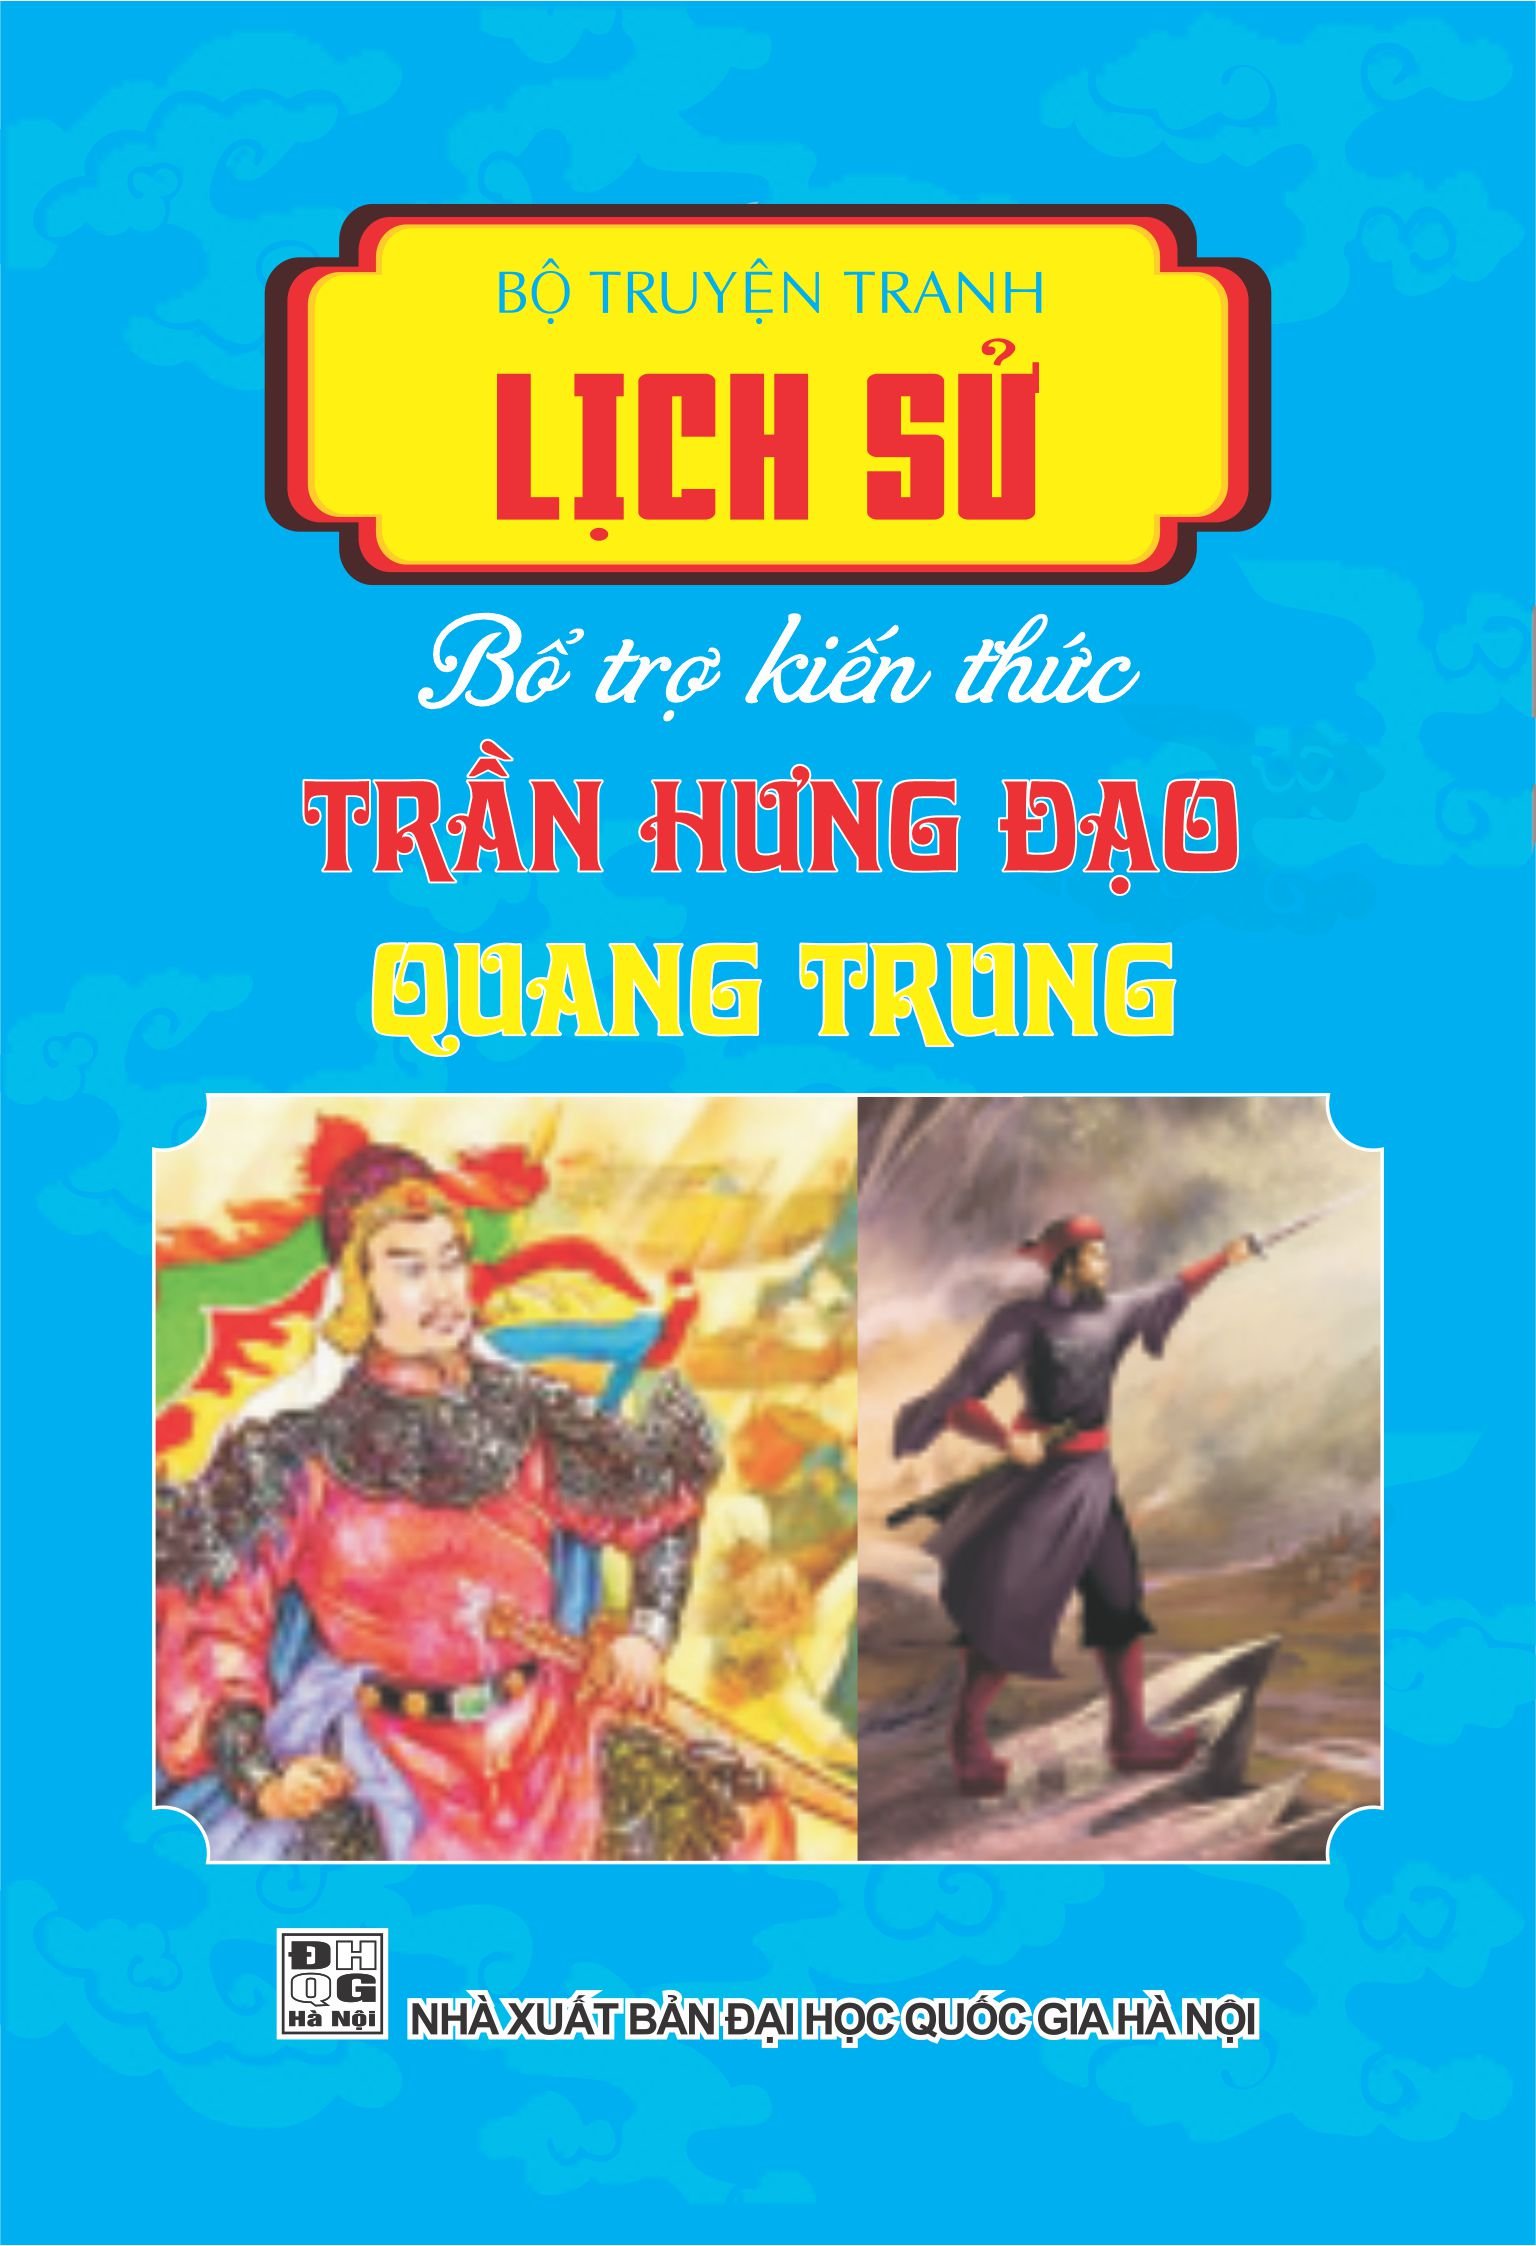 BỘ TRUYỆN TRANH
LỊCH SỬ
Bổ trợ kiến thức
TRẦN HƯNG ĐẠO
QUANG TRUNG
ĐH
QG
Hà Nội
NHÀ XUẤT BẢN ĐẠI HỌC QUỐC GIA HÀ NỘI